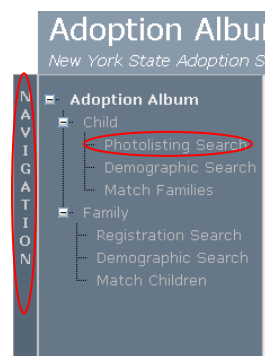 Adoption Albu
New York State Adoption S
NAVIGATION
Adoption Album
Child
Photolisting Search
Demographic Search
Match Families
Family
Registration Search
Demographic Search
Match Children